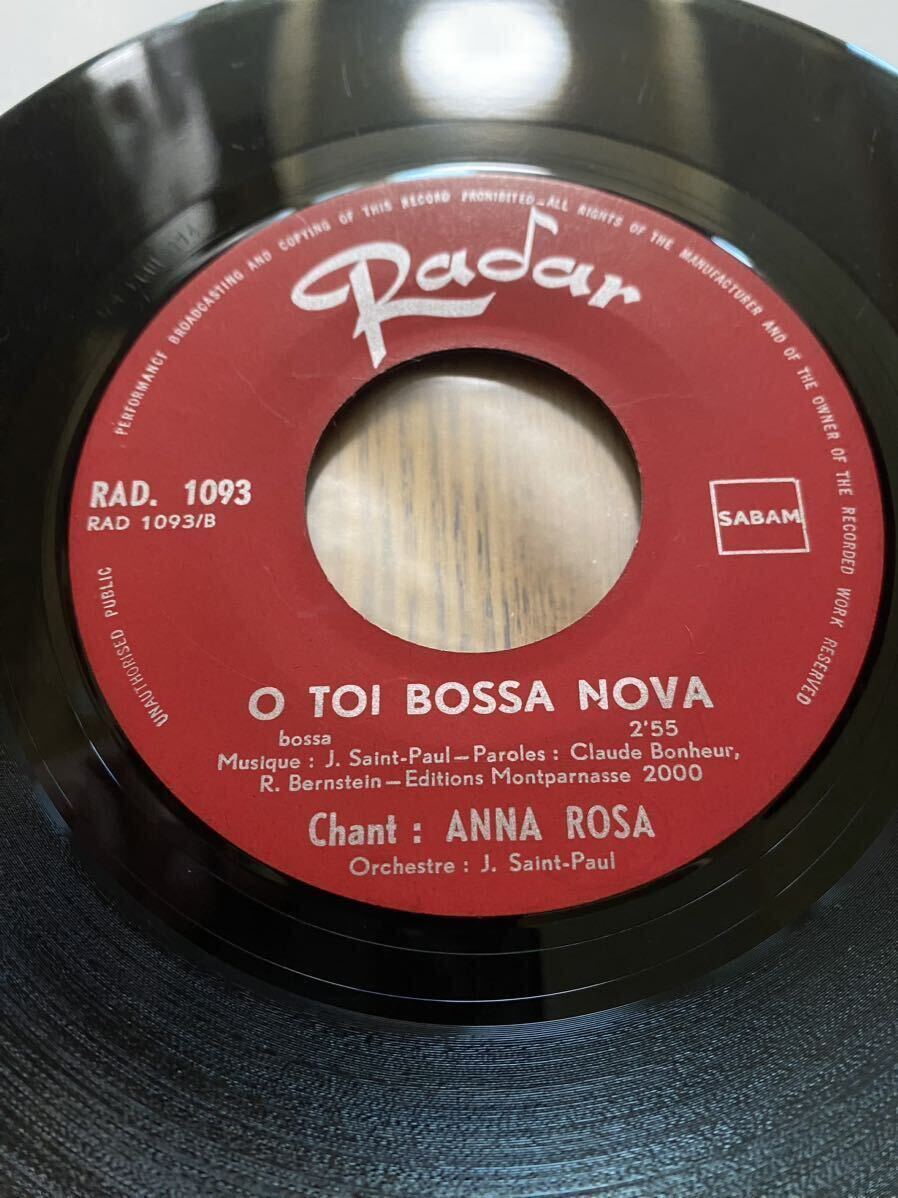 Radar
UNAUTHORISED PUBLIC PERFORMANCE BROADCASTING AND COPYING OF THIS RECORD PROHIBITED-ALL RIGHTS OF THE MANUFACTURER AND OF THE OWNER OF THE RECORDED WORK RESERVED
RAD. 1093
RAD 1093/B
SABAM
O TOI BOSSA NOVA
bossa 2'55
Musique : J. Saint-Paul — Paroles : Claude Bonheur,
R. Bernstein — Editions Montparnasse 2000
Chant : ANNA ROSA
Orchestre : J. Saint-Paul